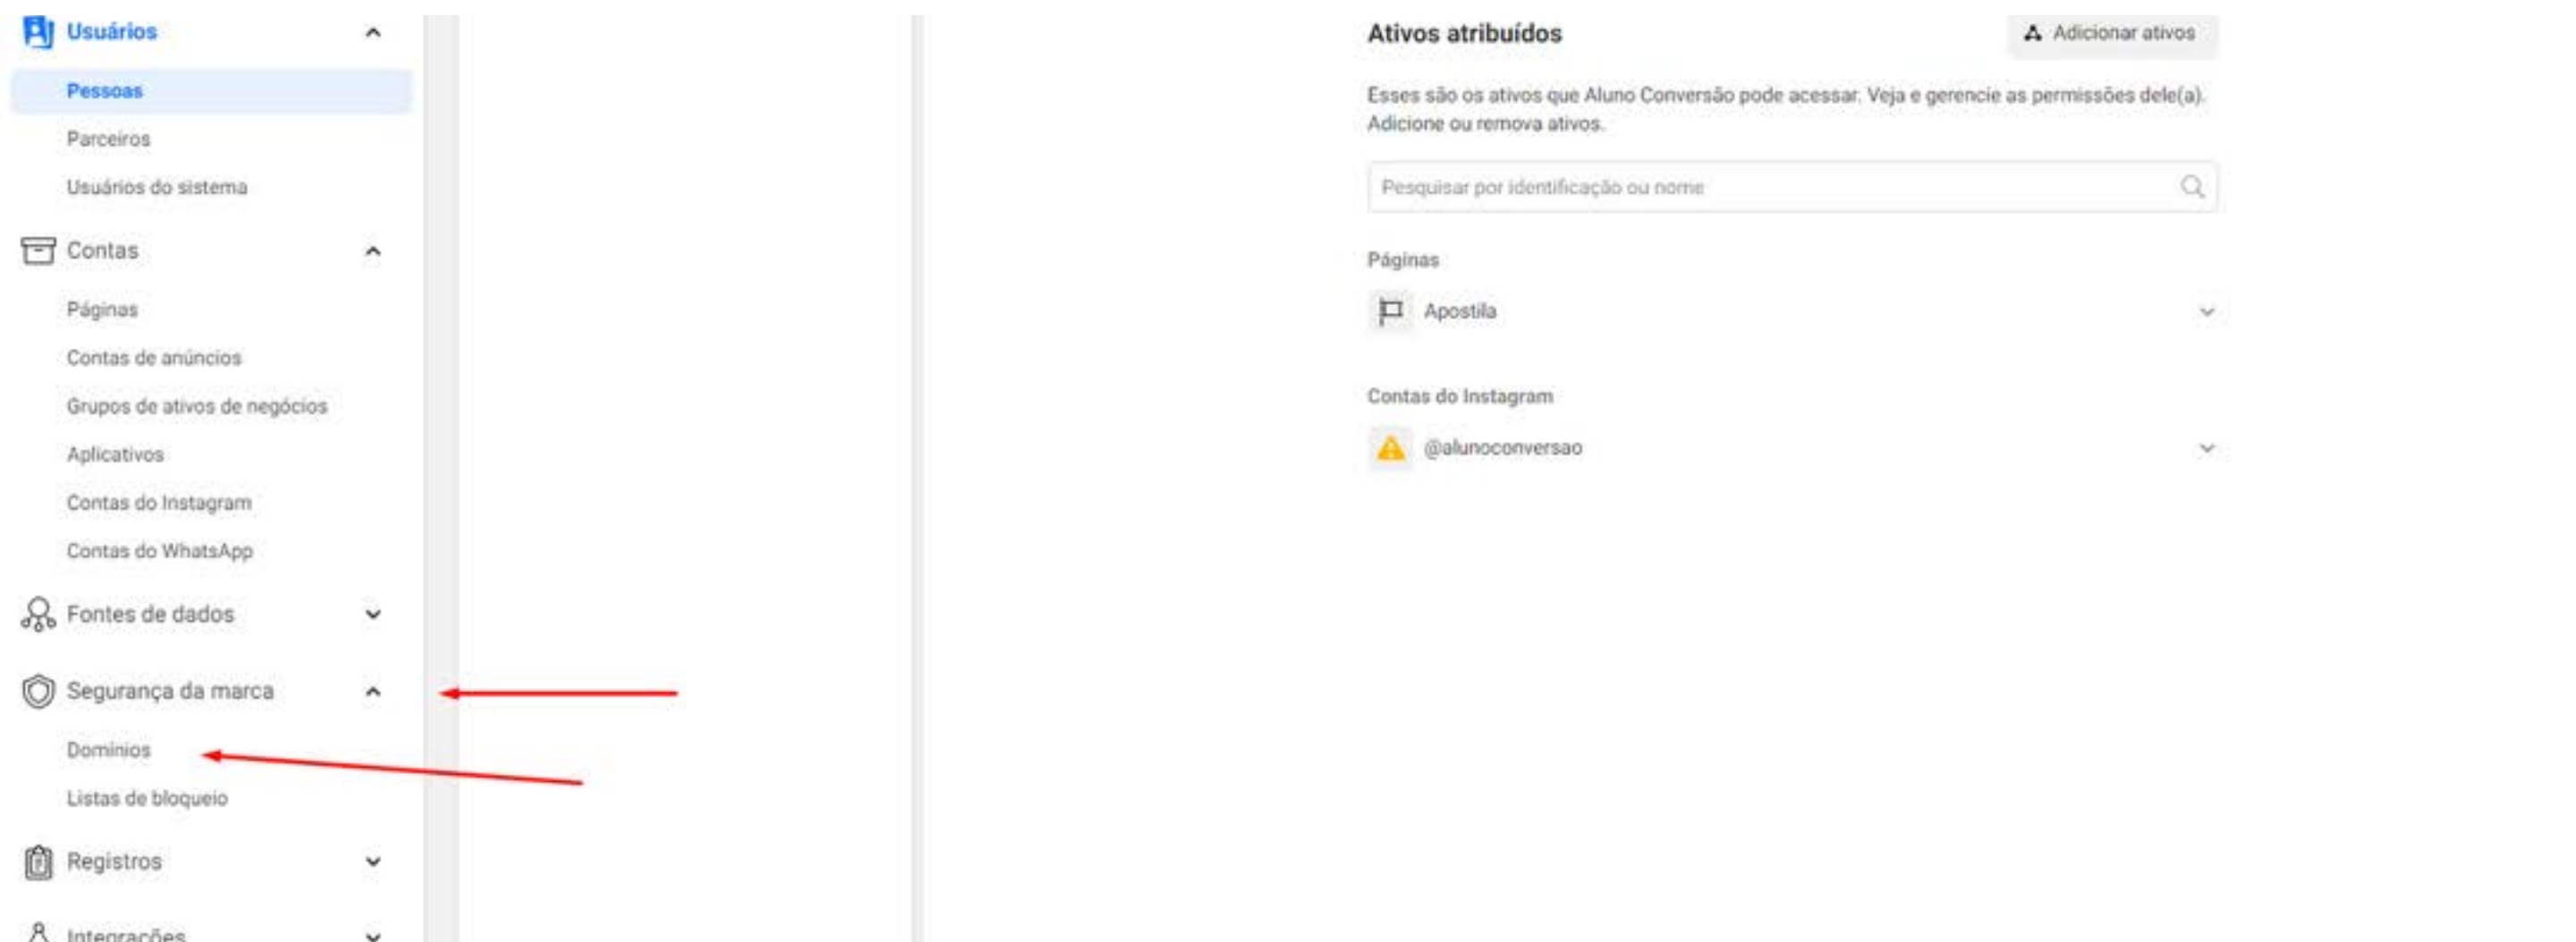 Usuários
Pessoas
Parceiros
Usuários do sistema
Contas
Páginas
Contas de anúncios
Grupos de ativos de negócios
Aplicativos
Contas do Instagram
Contas do WhatsApp
Fontes de dados
Segurança da marca
Domínios
Listas de bloqueio
Registros
Integrações
Ativos atribuídos
Adicionar ativos
Esses são os ativos que Aluno Conversão pode acessar. Veja e gerencie as permissões dele(a).
Adicione ou remova ativos.
Pesquisar por identificação ou nome
Páginas
Apostila
Contas do Instagram
@alunoconversao